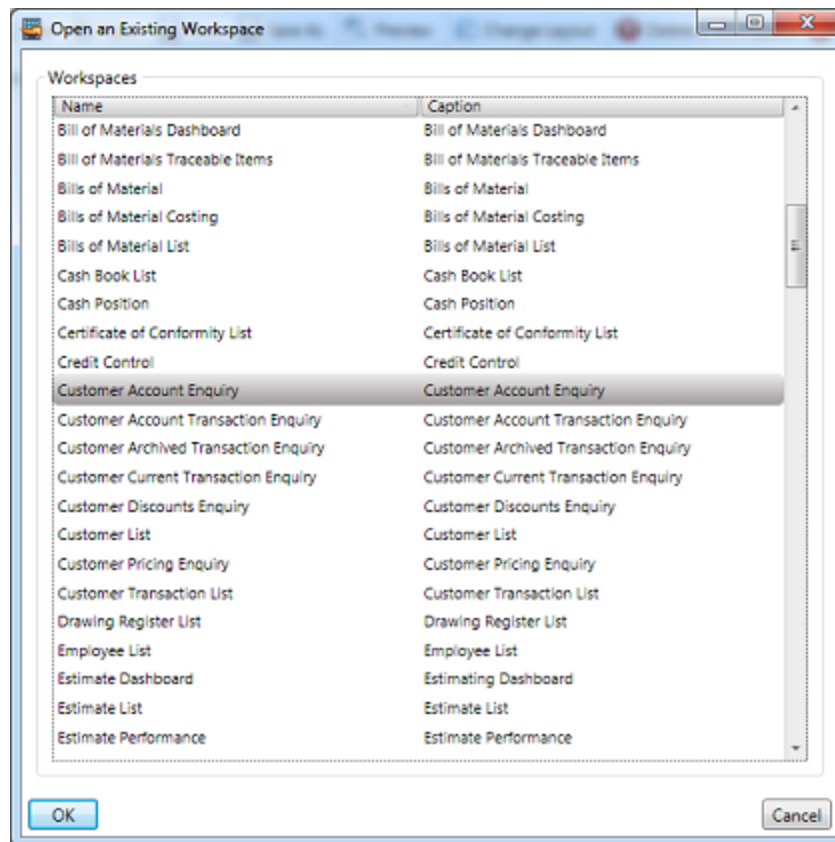 Open an Existing Workspace Save As Preview Change Layout Delete
Workspaces
Name Caption
Bill of Materials Dashboard Bill of Materials Dashboard
Bill of Materials Traceable Items Bill of Materials Traceable Items
Bills of Material Bills of Material
Bills of Material Costing Bills of Material Costing
Bills of Material List Bills of Material List
Cash Book List Cash Book List
Cash Position Cash Position
Certificate of Conformity List Certificate of Conformity List
Credit Control Credit Control
Customer Account Enquiry Customer Account Enquiry
Customer Account Transaction Enquiry Customer Account Transaction Enquiry
Customer Archived Transaction Enquiry Customer Archived Transaction Enquiry
Customer Current Transaction Enquiry Customer Current Transaction Enquiry
Customer Discounts Enquiry Customer Discounts Enquiry
Customer List Customer List
Customer Pricing Enquiry Customer Pricing Enquiry
Customer Transaction List Customer Transaction List
Drawing Register List Drawing Register List
Employee List Employee List
Estimate Dashboard Estimating Dashboard
Estimate List Estimate List
Estimate Performance Estimate Performance
OK Cancel